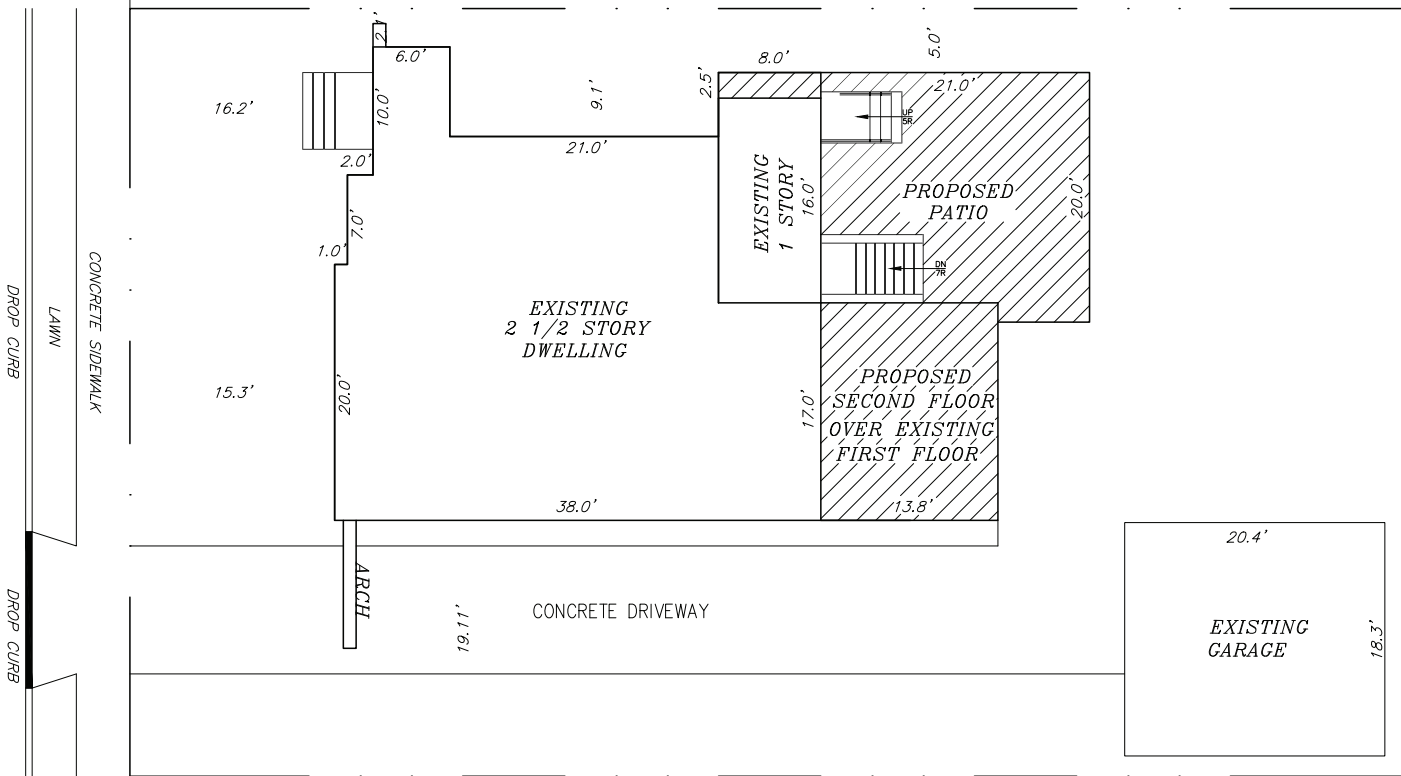 2.1'
6.0'
16.2'
10.0'
2.0'
7.0'
1.0'
9.1'
21.0'
2.5'
8.0'
5.0'
21.0'
UP
5R
EXISTING
1 STORY
16.0'
PROPOSED
PATIO
20.0'
DN
7R
EXISTING
2 1/2 STORY
DWELLING
CONCRETE SIDEWALK
LAWN
DROP CURB
15.3'
20.0'
17.0'
PROPOSED
SECOND FLOOR
OVER EXISTING
FIRST FLOOR
38.0'
13.8'
ARCH
19.11'
CONCRETE DRIVEWAY
DROP CURB
20.4'
EXISTING
GARAGE
18.3'